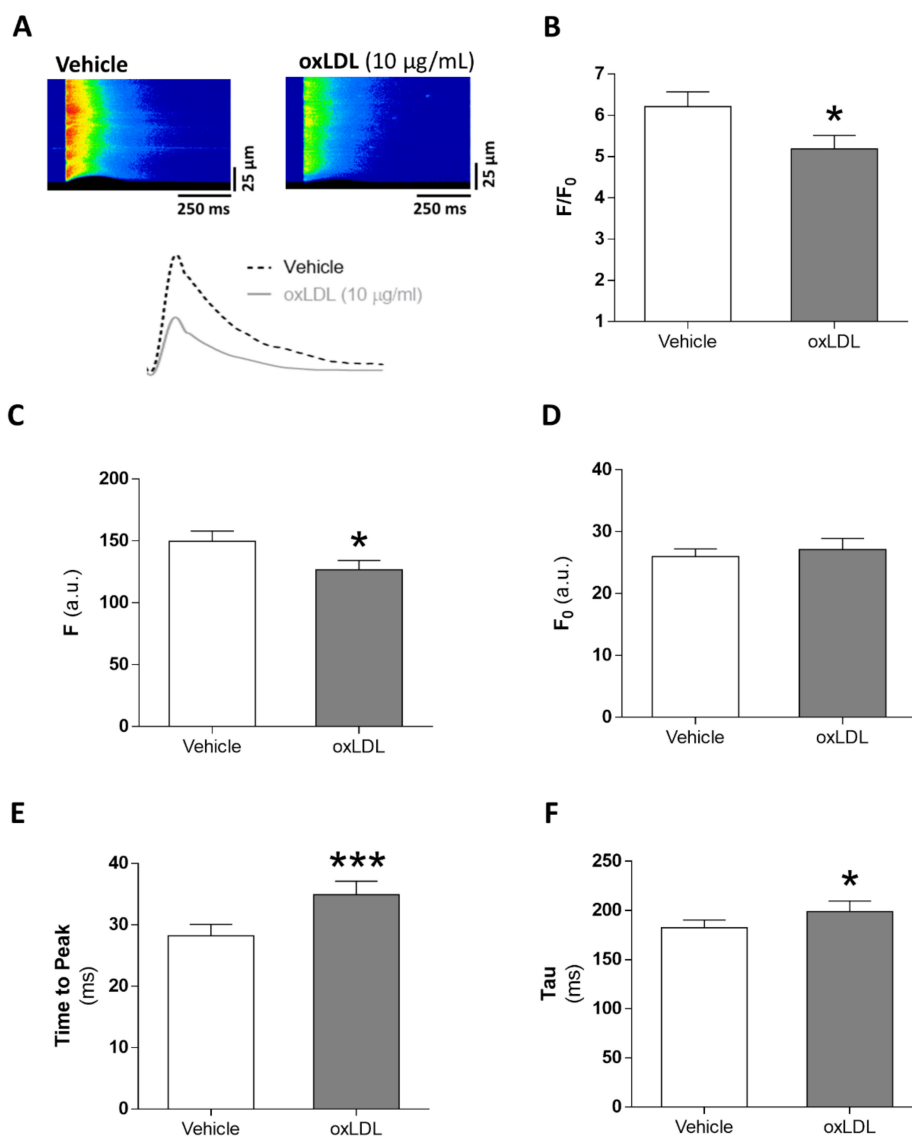 A
Vehicle
oxLDL (10 µg/mL)
25 µm
250 ms
25 µm
250 ms
Vehicle
oxLDL (10 µg/ml)
B
F/F0
7
6
5
4
3
2
1
*
Vehicle
oxLDL
C
F (a.u.)
200
150
100
50
0
*
Vehicle
oxLDL
D
F0 (a.u.)
40
30
20
10
0
Vehicle
oxLDL
E
Time to Peak
(ms)
40
30
20
10
0
***
Vehicle
oxLDL
F
Tau
(ms)
250
200
150
100
50
0
*
Vehicle
oxLDL